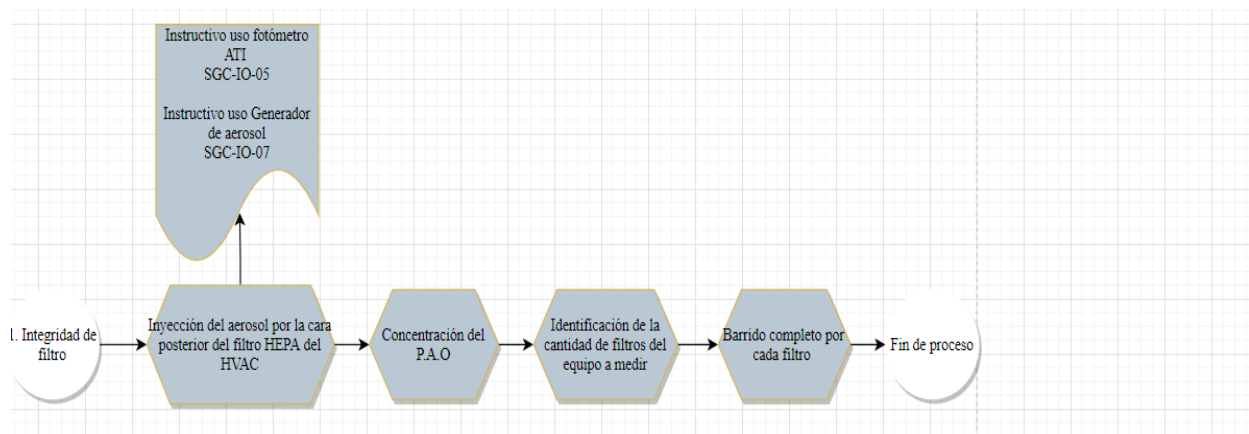 Instructivo uso fotómetro
ATI
SGC-IO-05
Instructivo uso Generador
de aerosol
SGC-IO-07
1. Integridad de
filtro
Inyección del aerosol por la cara
posterior del filtro HEPA del
HVAC
Concentración del
P.A.O
Identificación de la
cantidad de filtros del
equipo a medir
Barrido completo por
cada filtro
Fin de proceso